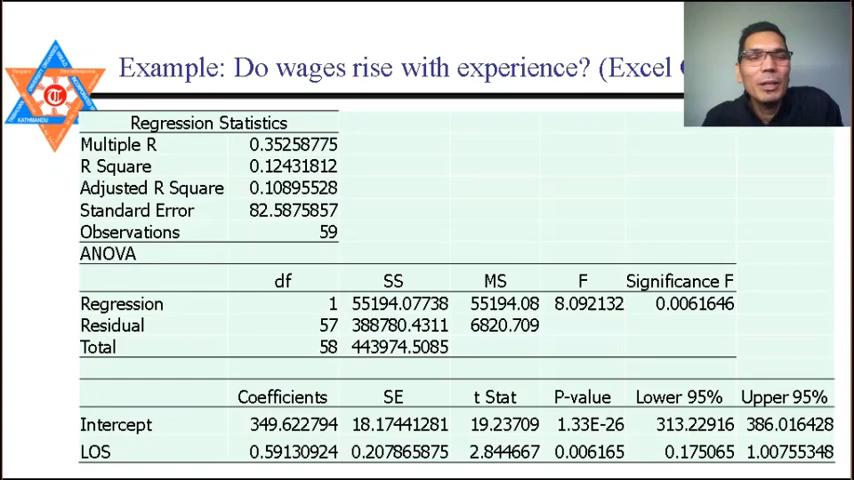 Example: Do wages rise with experience? (Excel
Regression Statistics
Multiple R 0.35258775
R Square 0.12431812
Adjusted R Square 0.10895528
Standard Error 82.5875857
Observations 59
ANOVA
df SS MS F Significance F
Regression 1 55194.07738 55194.08 8.092132 0.0061646
Residual 57 388780.4311 6820.709
Total 58 443974.5085
Coefficients SE t Stat P-value Lower 95% Upper 95%
Intercept 349.622794 18.17441281 19.23709 1.33E-26 313.22916 386.016428
LOS 0.59130924 0.207865875 2.844667 0.006165 0.175065 1.00755348
KATHMANDU